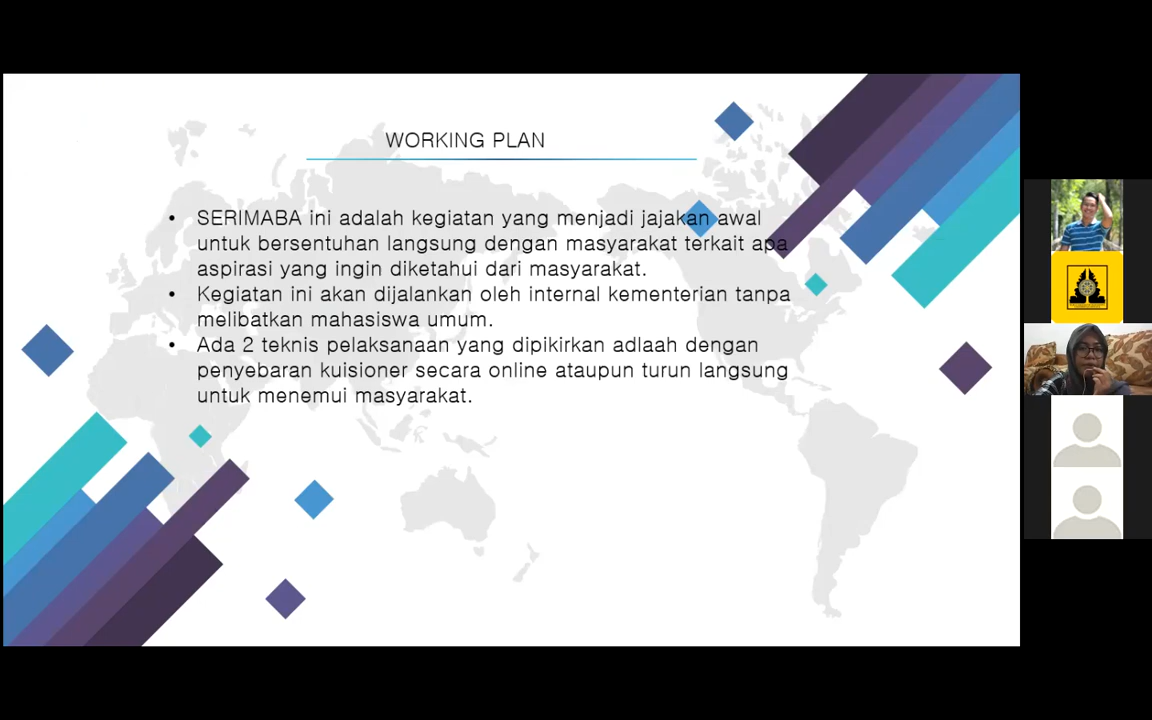 WORKING PLAN
• SERIMABA ini adalah kegiatan yang menjadi jajakan awal
untuk bersentuhan langsung dengan masyarakat terkait apa
aspirasi yang ingin diketahui dari masyarakat.
• Kegiatan ini akan dijalankan oleh internal kementerian tanpa
melibatkan mahasiswa umum.
• Ada 2 teknis pelaksanaan yang dipikirkan adlaah dengan
penyebaran kuisioner secara online ataupun turun langsung
untuk menemui masyarakat.